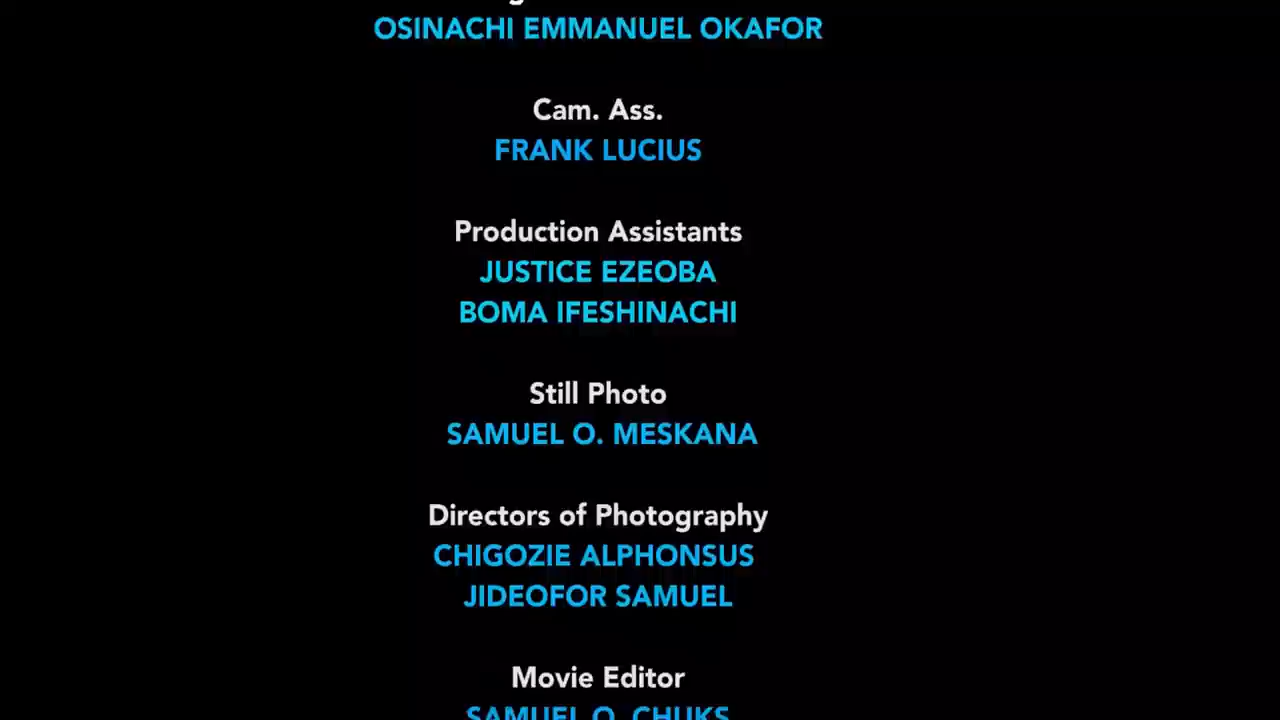 OSINACHI EMMANUEL OKAFOR
Cam. Ass.
FRANK LUCIUS
Production Assistants
JUSTICE EZEOBA
BOMA IFESHINACHI
Still Photo
SAMUEL O. MESKANA
Directors of Photography
CHIGOZIE ALPHONSUS
JIDEOFOR SAMUEL
Movie Editor
SAMUEL O. CHUKS